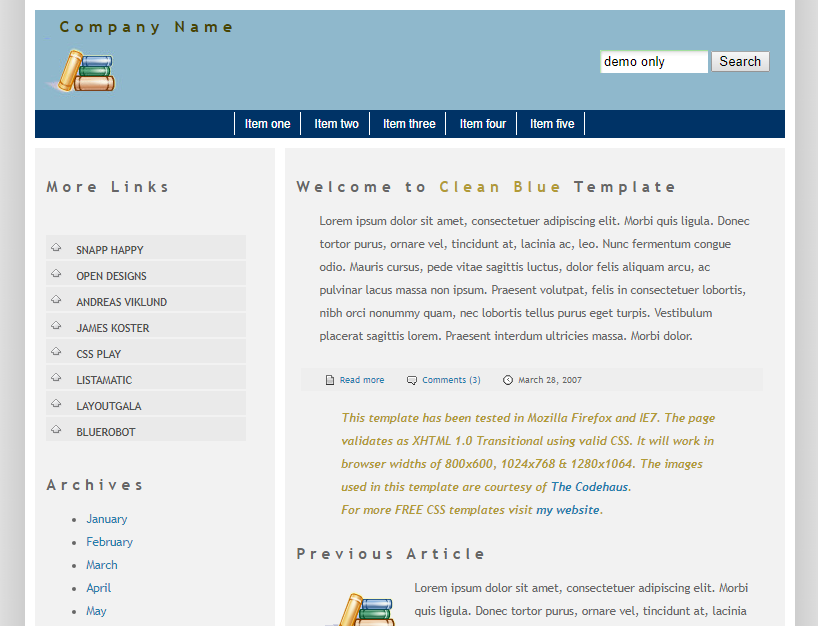 Company Name
demo only
Search
Item one
Item two
Item three
Item four
Item five
More Links
SNAPP HAPPY
OPEN DESIGNS
ANDREAS VIKLUND
JAMES KOSTER
CSS PLAY
LISTAMATIC
LAYOUTGALA
BLUEROBOT
Archives
January
February
March
April
May
Welcome to Clean Blue Template
Lorem ipsum dolor sit amet, consectetuer adipiscing elit. Morbi quis ligula. Donec
tortor purus, ornare vel, tincidunt at, lacinia ac, leo. Nunc fermentum congue
odio. Mauris cursus, pede vitae sagittis luctus, dolor felis aliquam arcu, ac
pulvinar lacus massa non ipsum. Praesent volutpat, felis in consectetuer lobortis,
nibh orci nonummy quam, nec lobortis tellus purus eget turpis. Vestibulum
placerat sagittis lorem. Praesent interdum ultricies massa. Morbi dolor.
Read more
Comments (3)
March 28, 2007
This template has been tested in Mozilla Firefox and IE7. The page
validates as XHTML 1.0 Transitional using valid CSS. It will work in
browser widths of 800x600, 1024x768 & 1280x1064. The images
used in this template are courtesy of The Codehaus.
For more FREE CSS templates visit my website.
Previous Article
Lorem ipsum dolor sit amet, consectetuer adipiscing elit. Morbi
quis ligula. Donec tortor purus, ornare vel, tincidunt at, lacinia